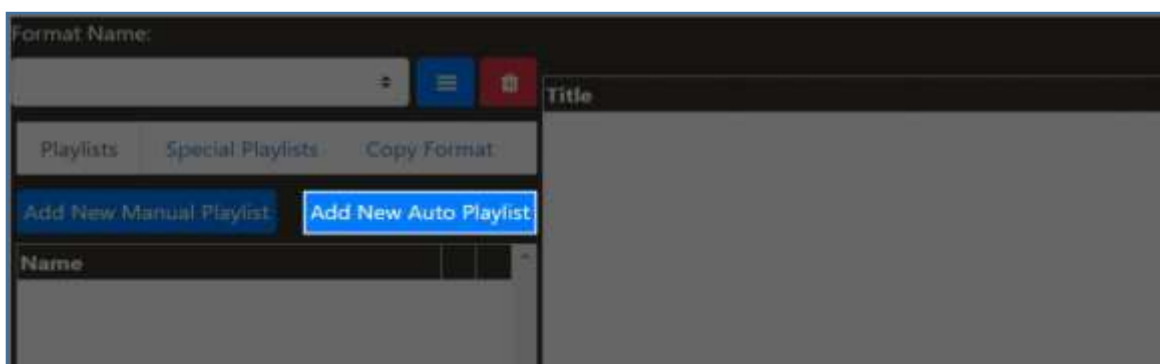 Format Name:
Title
Playlists Special Playlists Copy Format
Add New Manual Playlist Add New Auto Playlist
Name